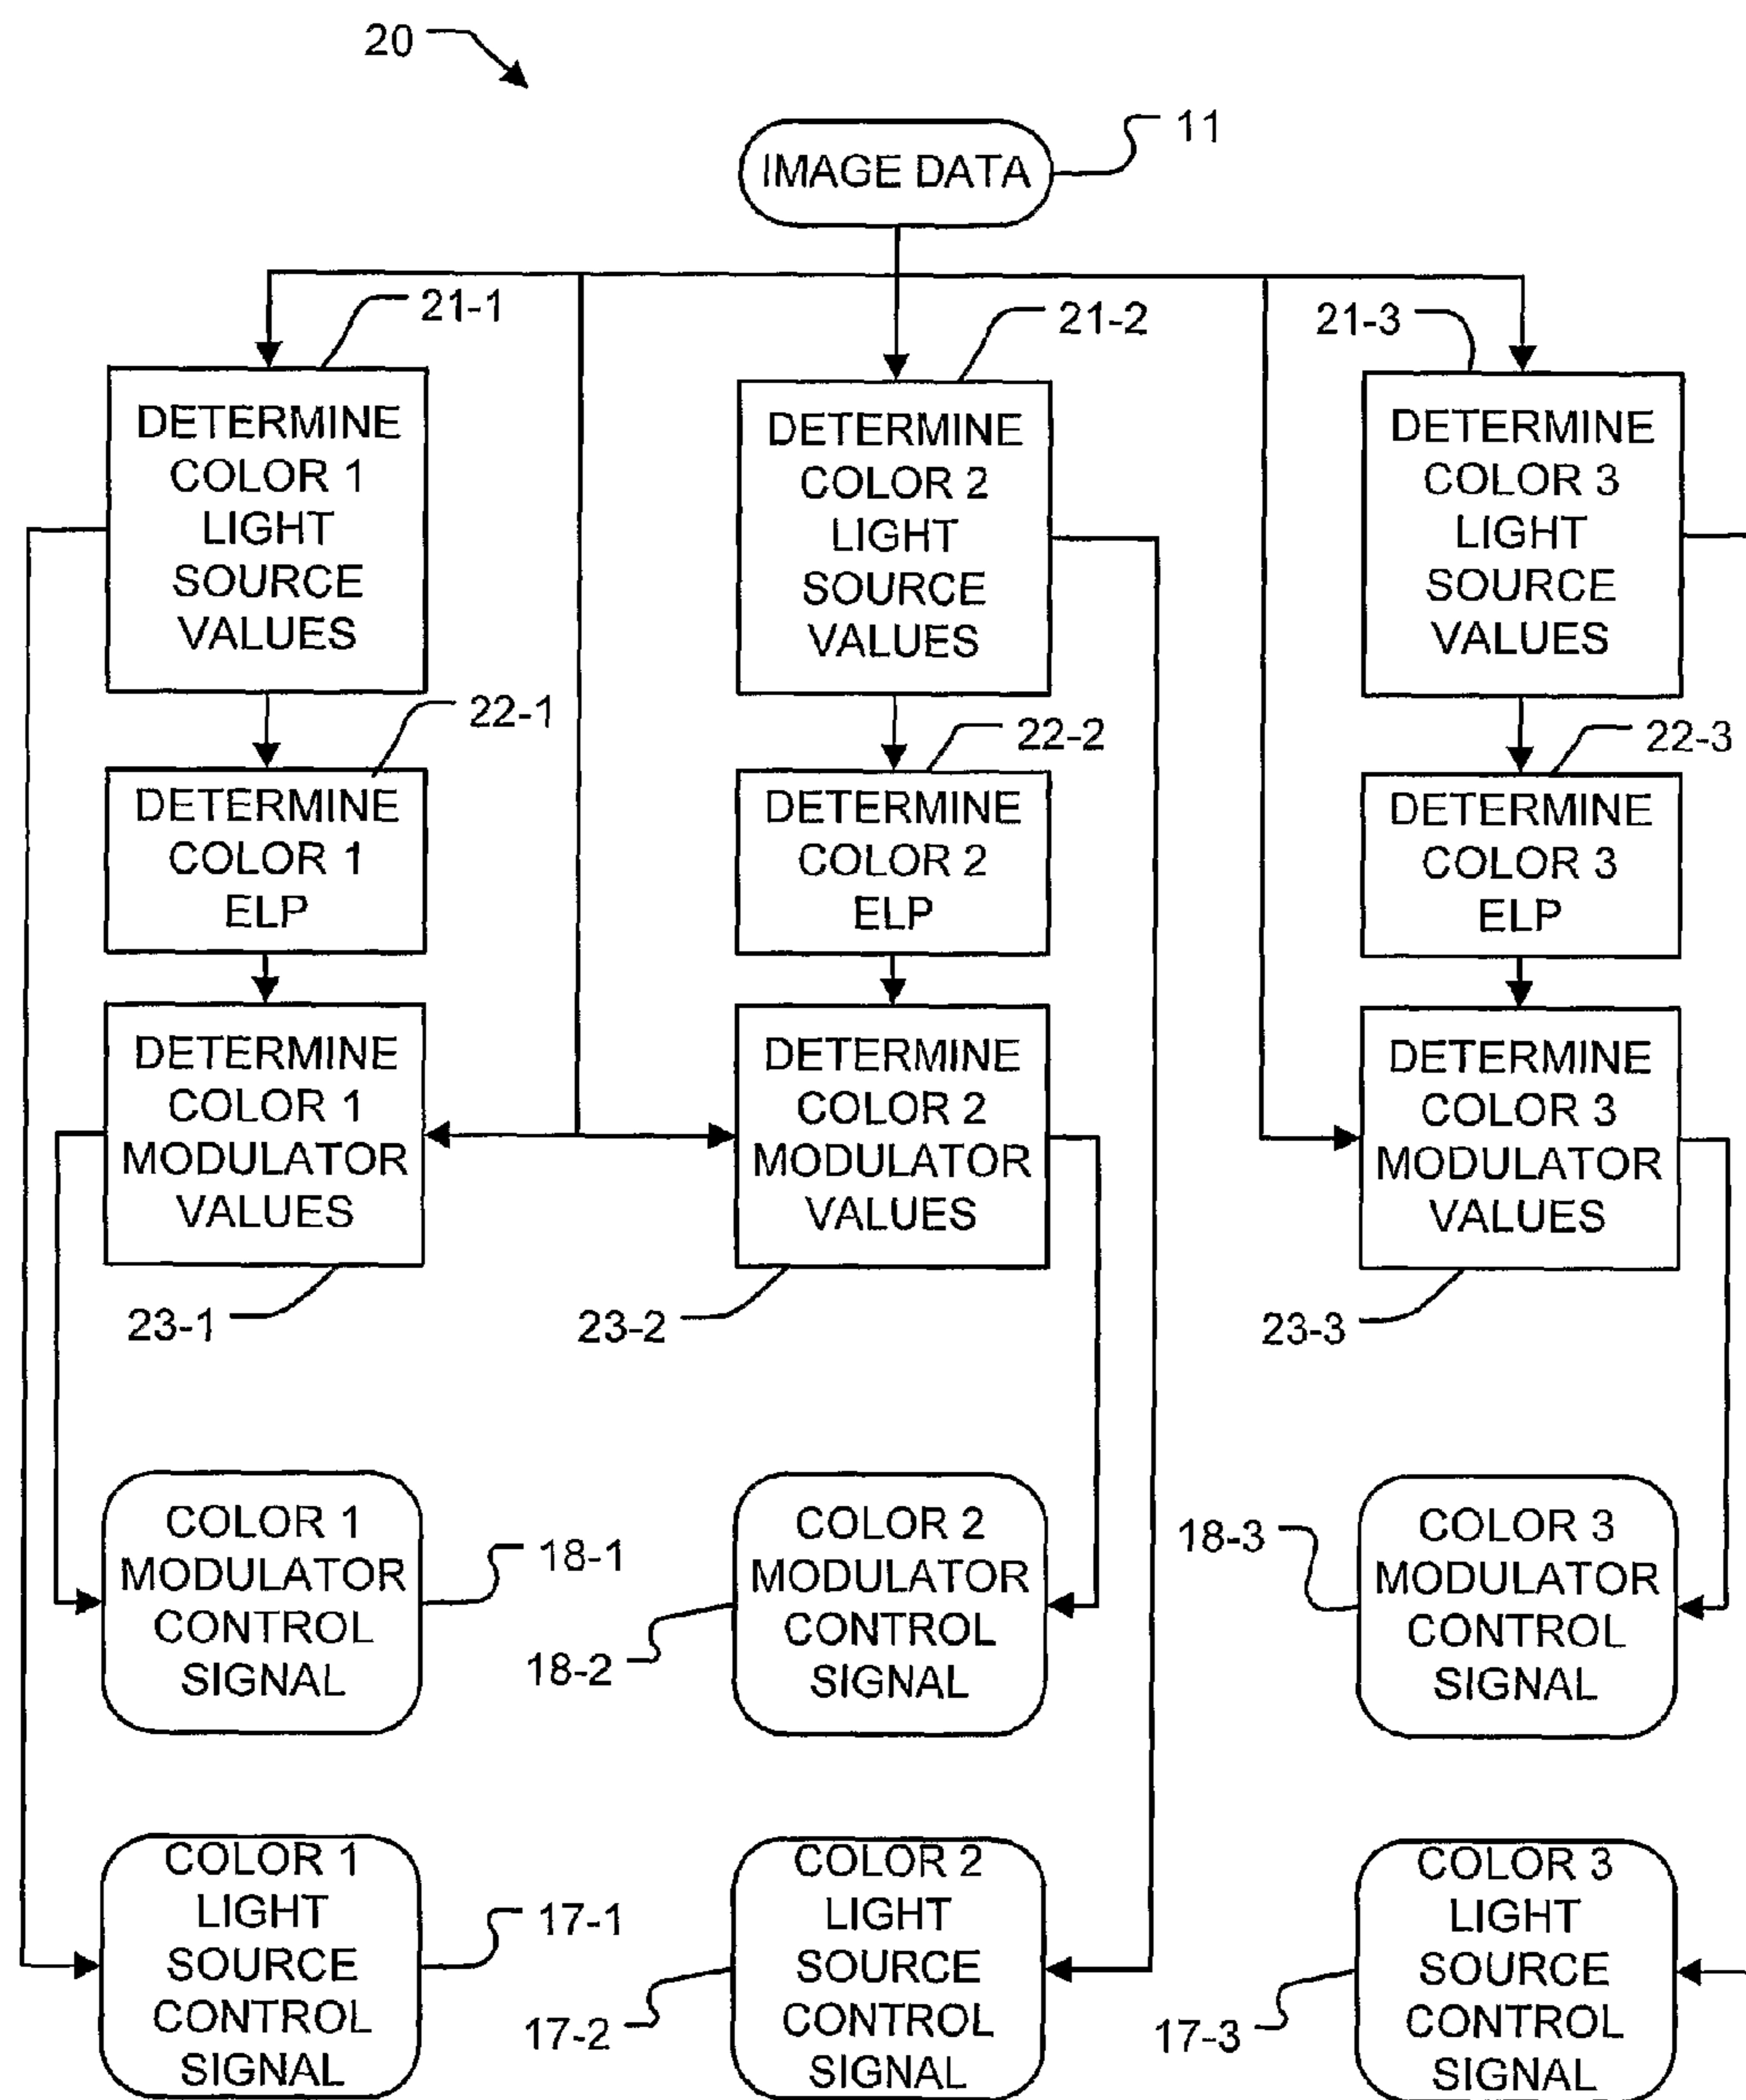 20
11
IMAGE DATA
21-1
21-2
21-3
DETERMINE
COLOR 1
LIGHT
SOURCE
VALUES
DETERMINE
COLOR 2
LIGHT
SOURCE
VALUES
DETERMINE
COLOR 3
LIGHT
SOURCE
VALUES
22-1
22-2
22-3
DETERMINE
COLOR 1
ELP
DETERMINE
COLOR 2
ELP
DETERMINE
COLOR 3
ELP
DETERMINE
COLOR 1
MODULATOR
VALUES
DETERMINE
COLOR 2
MODULATOR
VALUES
DETERMINE
COLOR 3
MODULATOR
VALUES
23-1
23-2
23-3
COLOR 1
MODULATOR
CONTROL
SIGNAL
18-1
18-2
COLOR 2
MODULATOR
CONTROL
SIGNAL
18-3
COLOR 3
MODULATOR
CONTROL
SIGNAL
COLOR 1
LIGHT
SOURCE
CONTROL
SIGNAL
17-1
17-2
COLOR 2
LIGHT
SOURCE
CONTROL
SIGNAL
17-3
COLOR 3
LIGHT
SOURCE
CONTROL
SIGNAL